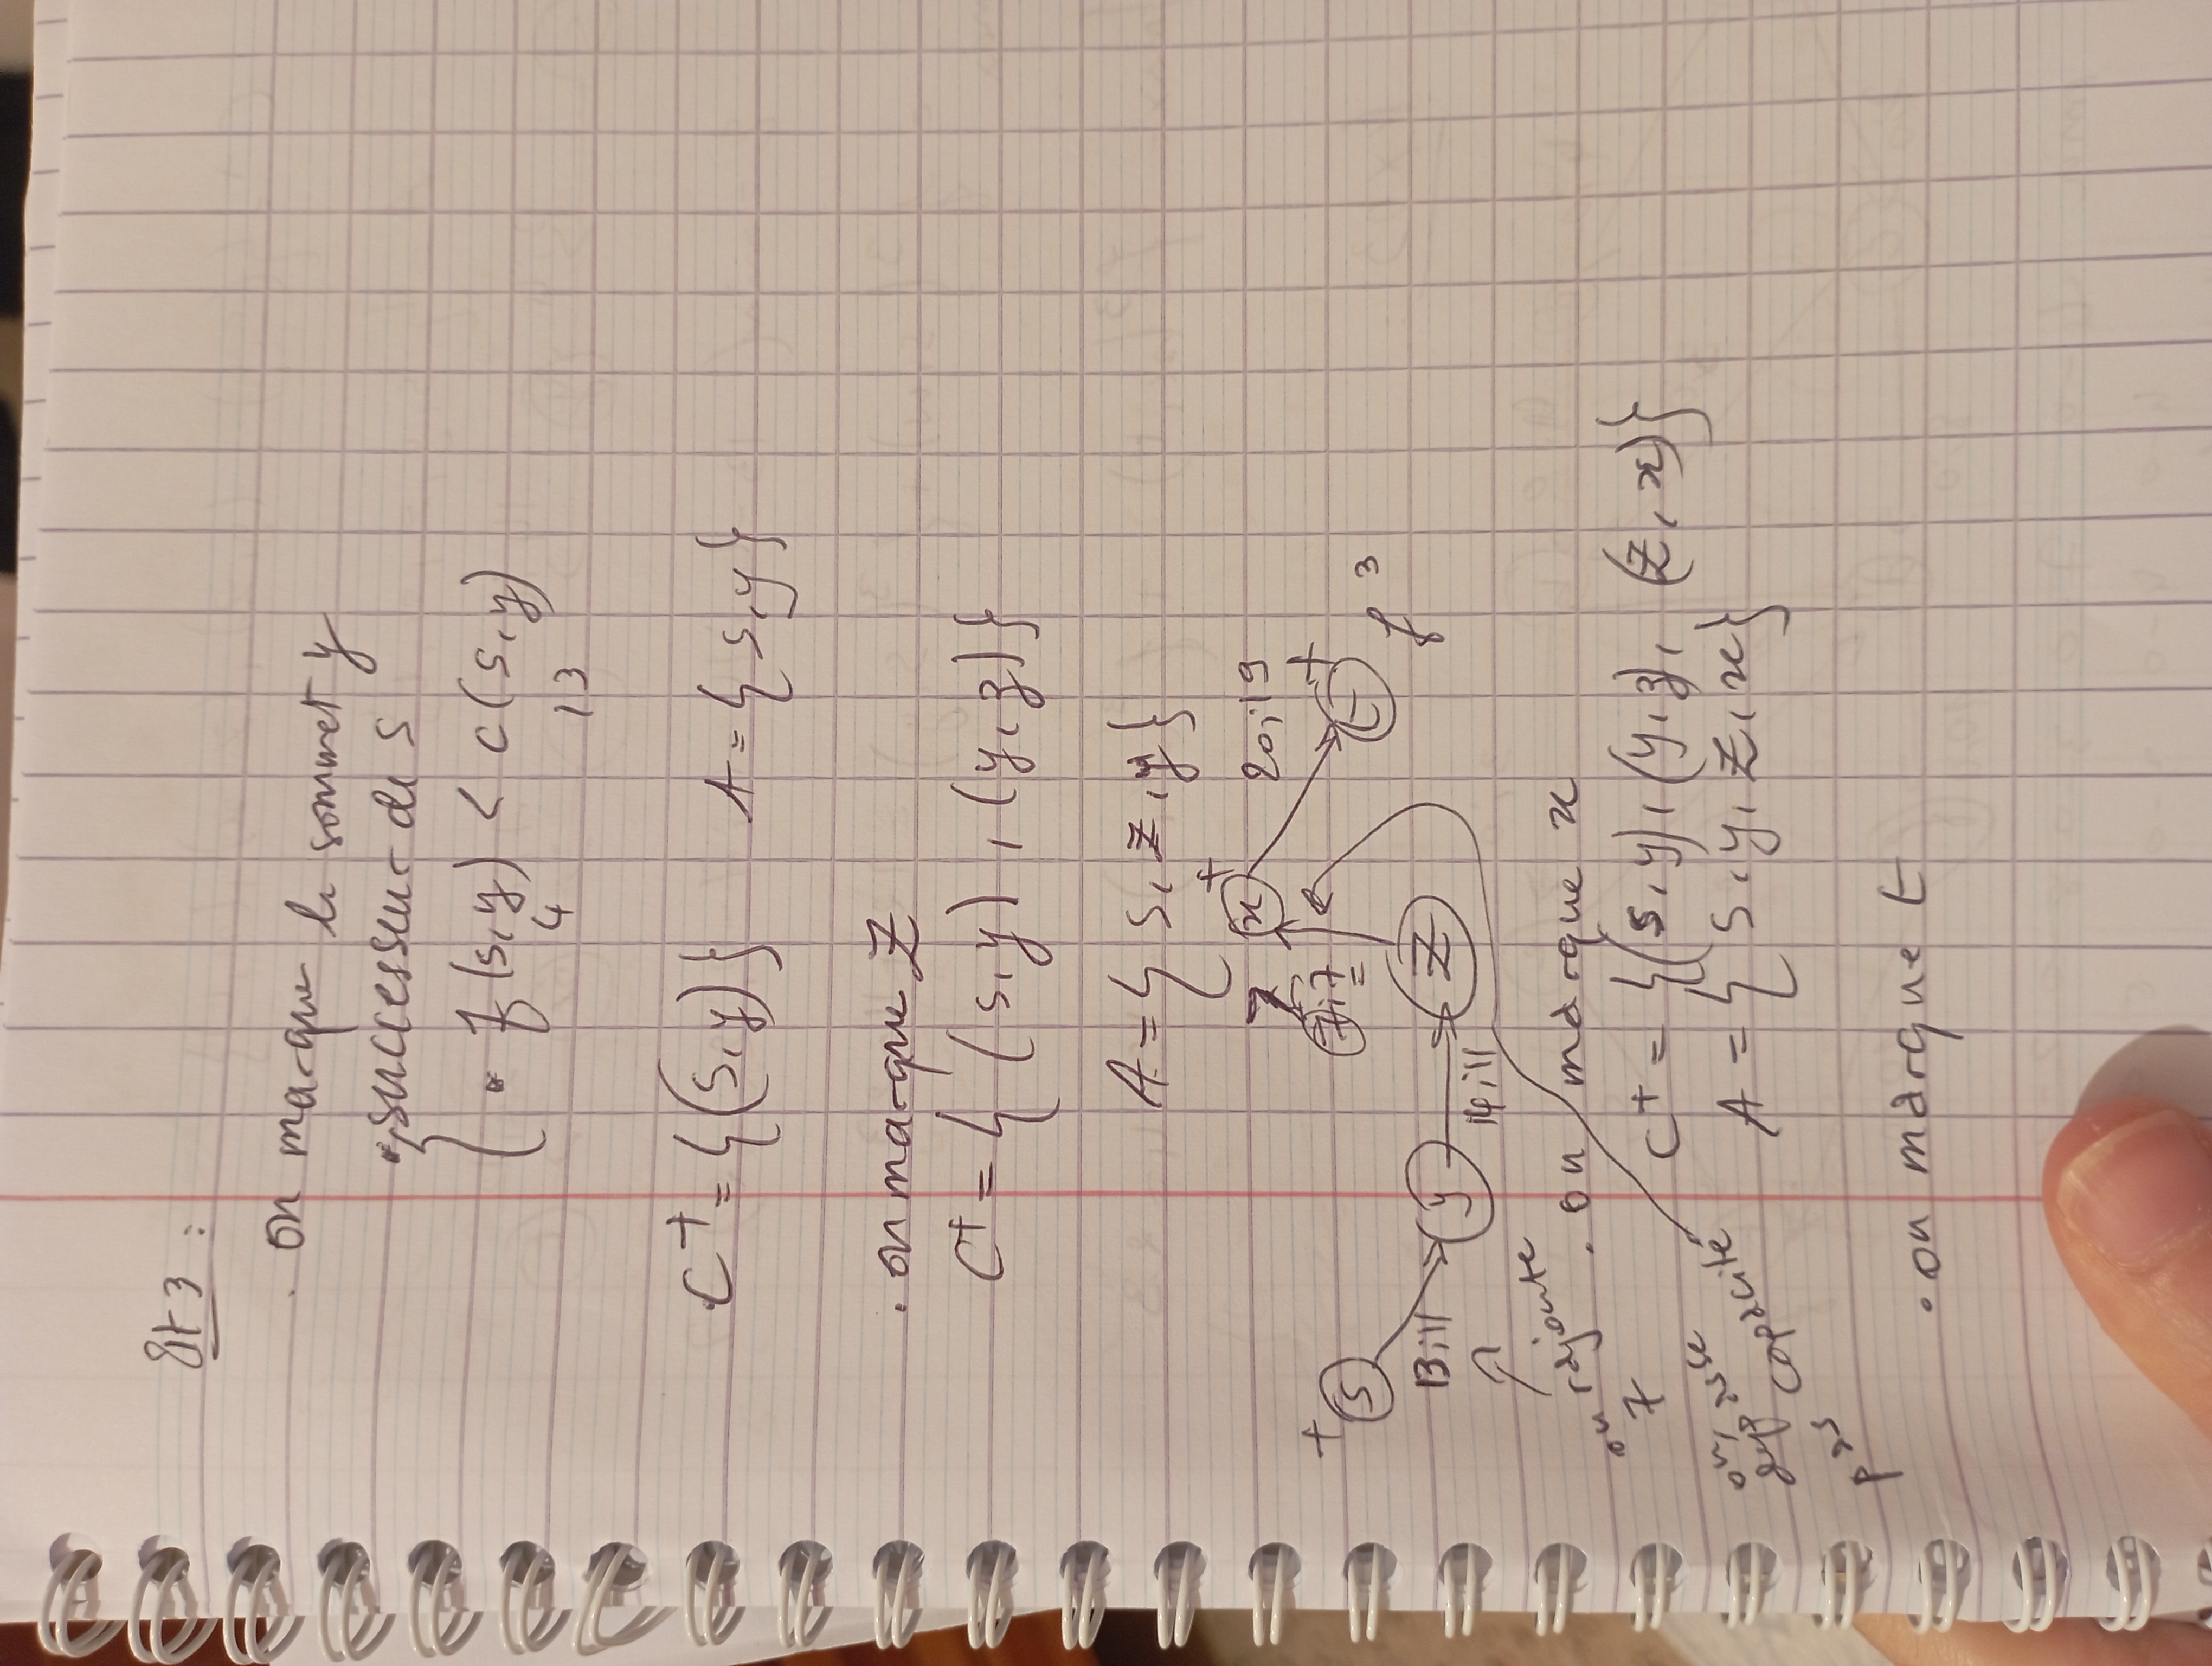 Et 3 :
. on marque le sommet y
• successeur de s
• f(s,y) < c(s,y)
4 13
C⁺ = {(s,y)} A = {s,y}
. on marque Z
C⁺ = { (s,y) , (y,z)}
A = { s, z, y}
+
x
7
20;19
+
7;7
+
s
t
f³
13;11
y
Z
14;11
on rajoute
7
. on marque x
C⁺ = {(s,y), (y,z), (z,x)}
on
dépasse
pas capacité
A = { s, y, z, x}
. on marque t